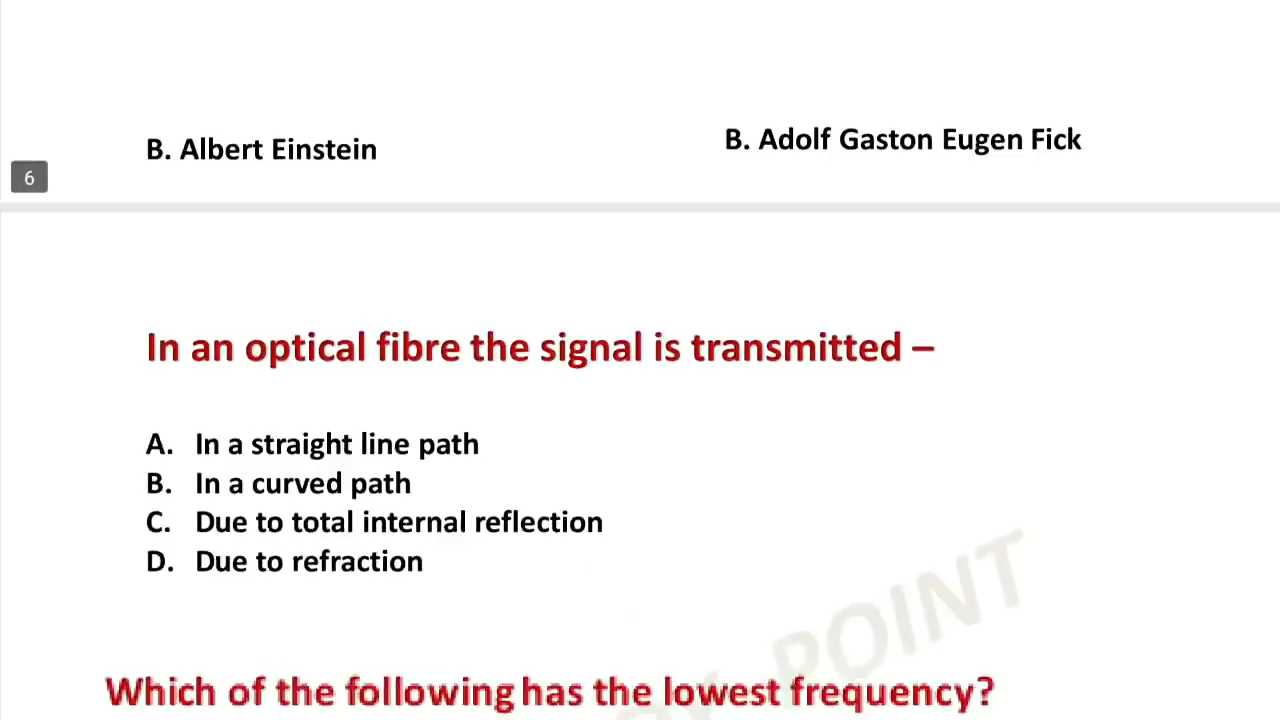 B. Albert Einstein
B. Adolf Gaston Eugen Fick
6
In an optical fibre the signal is transmitted –
A. In a straight line path
B. In a curved path
C. Due to total internal reflection
D. Due to refraction
POINT
Which of the following has the lowest frequency?